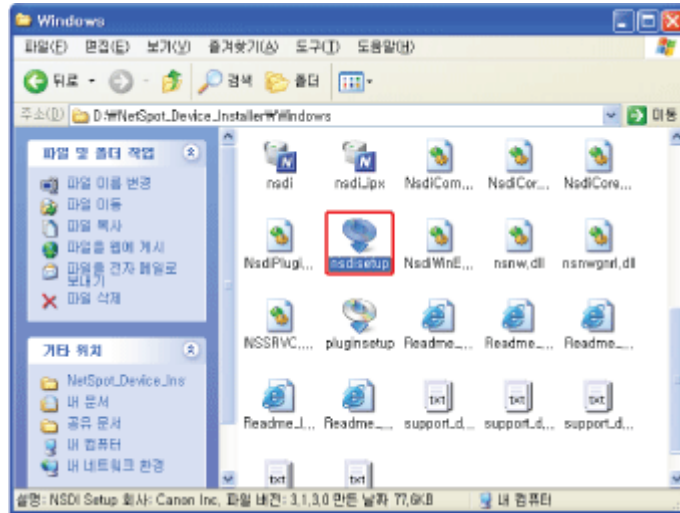 Windows
파일(F) 편집(E) 보기(V) 즐겨찾기(A) 도구(T) 도움말(H)
뒤로 검색 폴더
주소(D) D:₩NetSpot_Device_Installer₩Windows 이동
파일 및 폴더 작업
파일 이름 변경
파일 이동
파일 복사
파일을 웹에 게시
파일을 전자 메일로
보내기
파일 삭제
기타 위치
NetSpot_Device_Ins
내 문서
공유 문서
내 컴퓨터
내 네트워크 환경
nsdi nsdi_ipx NsdiCom... NsdiCor... NsdiCore...
NsdiPlugi... nsdisetup NsdiWinE... nsnw.dll nsnwgnrl.dll
NSSRVC.... pluginsetup Readme_... Readme_... Readme_...
Readme_I... Readme_... support_d... support_d... support_d...
txt txt txt
txt txt
설명: NSDI Setup 회사: Canon Inc. 파일 버전: 3.1.3.0 만든 날짜 77.6KB 내 컴퓨터